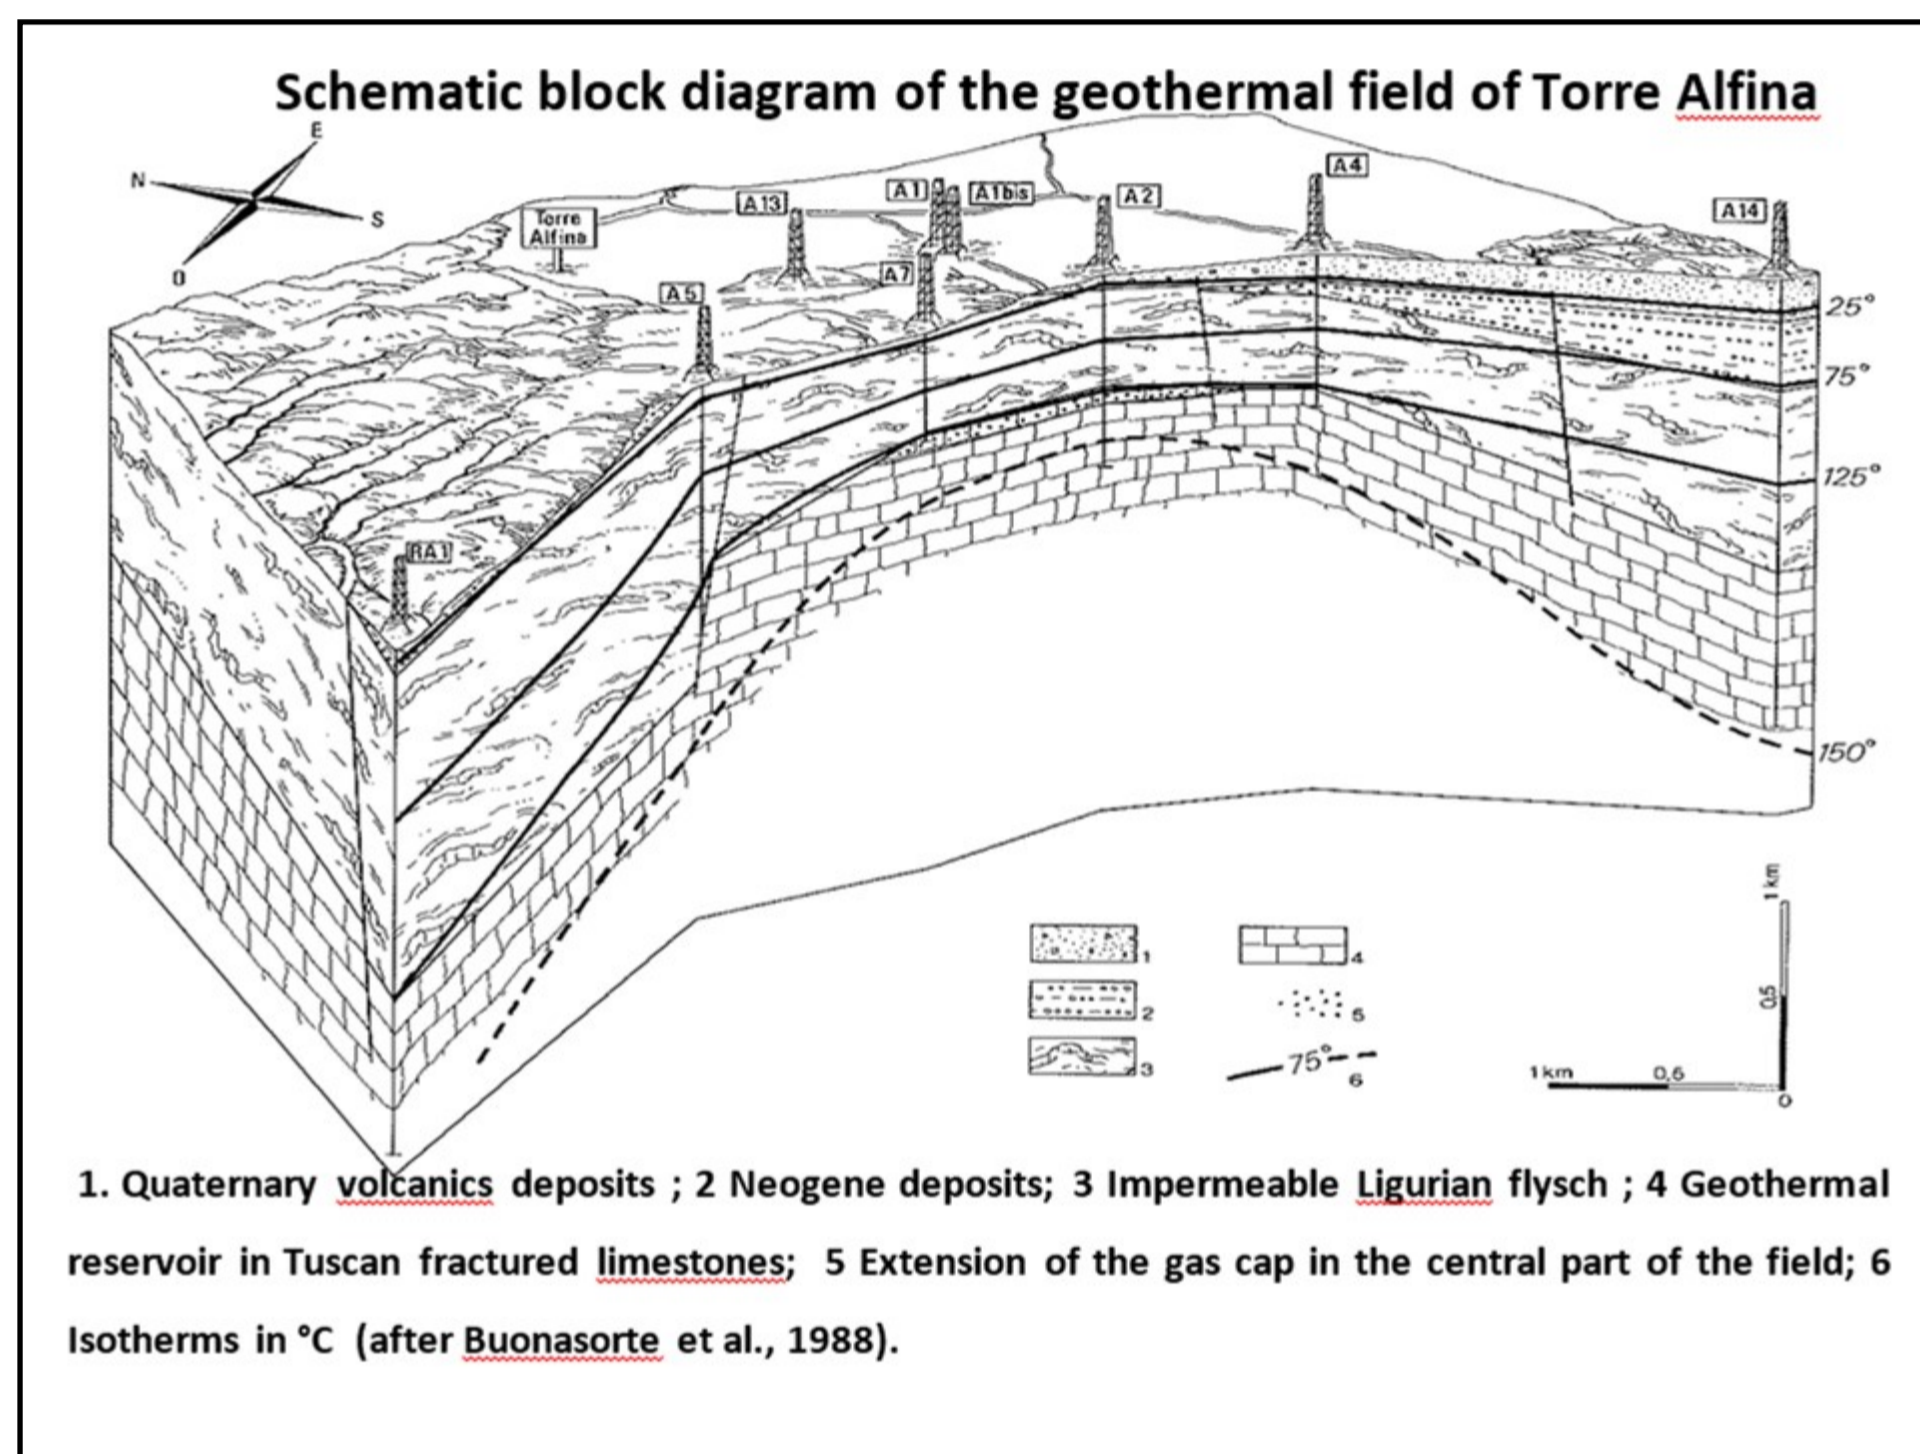 Schematic block diagram of the geothermal field of Torre Alfina
E
N
S
O
Torre
Alfina
A13
A1
A1bis
A2
A4
A14
A7
A5
RA1
25°
75°
125°
150°
1
2
3
4
5
75°
6
1 km
0,5
1 km
0,5
0
1. Quaternary volcanics deposits ; 2 Neogene deposits; 3 Impermeable Ligurian flysch ; 4 Geothermal
reservoir in Tuscan fractured limestones; 5 Extension of the gas cap in the central part of the field; 6
Isotherms in °C (after Buonasorte et al., 1988).